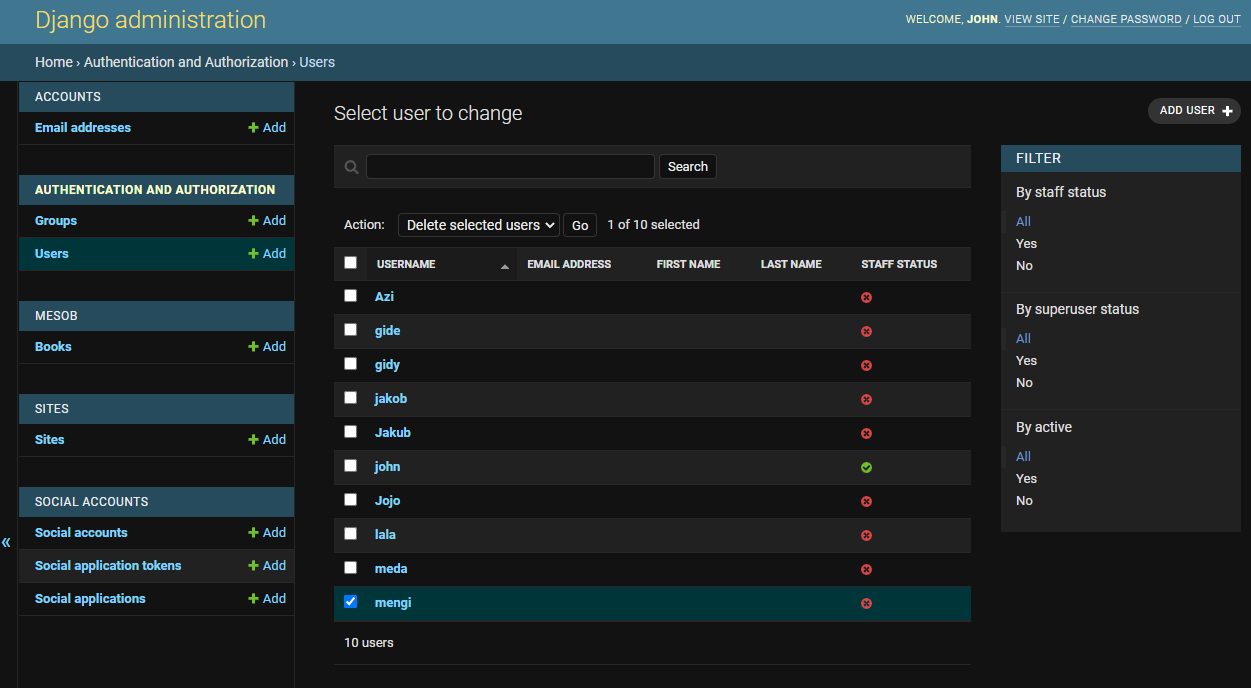 Django administration
WELCOME, JOHN. VIEW SITE / CHANGE PASSWORD / LOG OUT
Home › Authentication and Authorization › Users
ACCOUNTS
Email addresses Add
AUTHENTICATION AND AUTHORIZATION
Groups Add
Users Add
MESOB
Books Add
SITES
Sites Add
SOCIAL ACCOUNTS
Social accounts Add
Social application tokens Add
Social applications Add
«
Select user to change
ADD USER
Search
Action: Delete selected users Go 1 of 10 selected
USERNAME EMAIL ADDRESS FIRST NAME LAST NAME STAFF STATUS
Azi
gide
gidy
jakob
Jakub
john
Jojo
lala
meda
mengi
10 users
FILTER
By staff status
All
Yes
No
By superuser status
All
Yes
No
By active
All
Yes
No